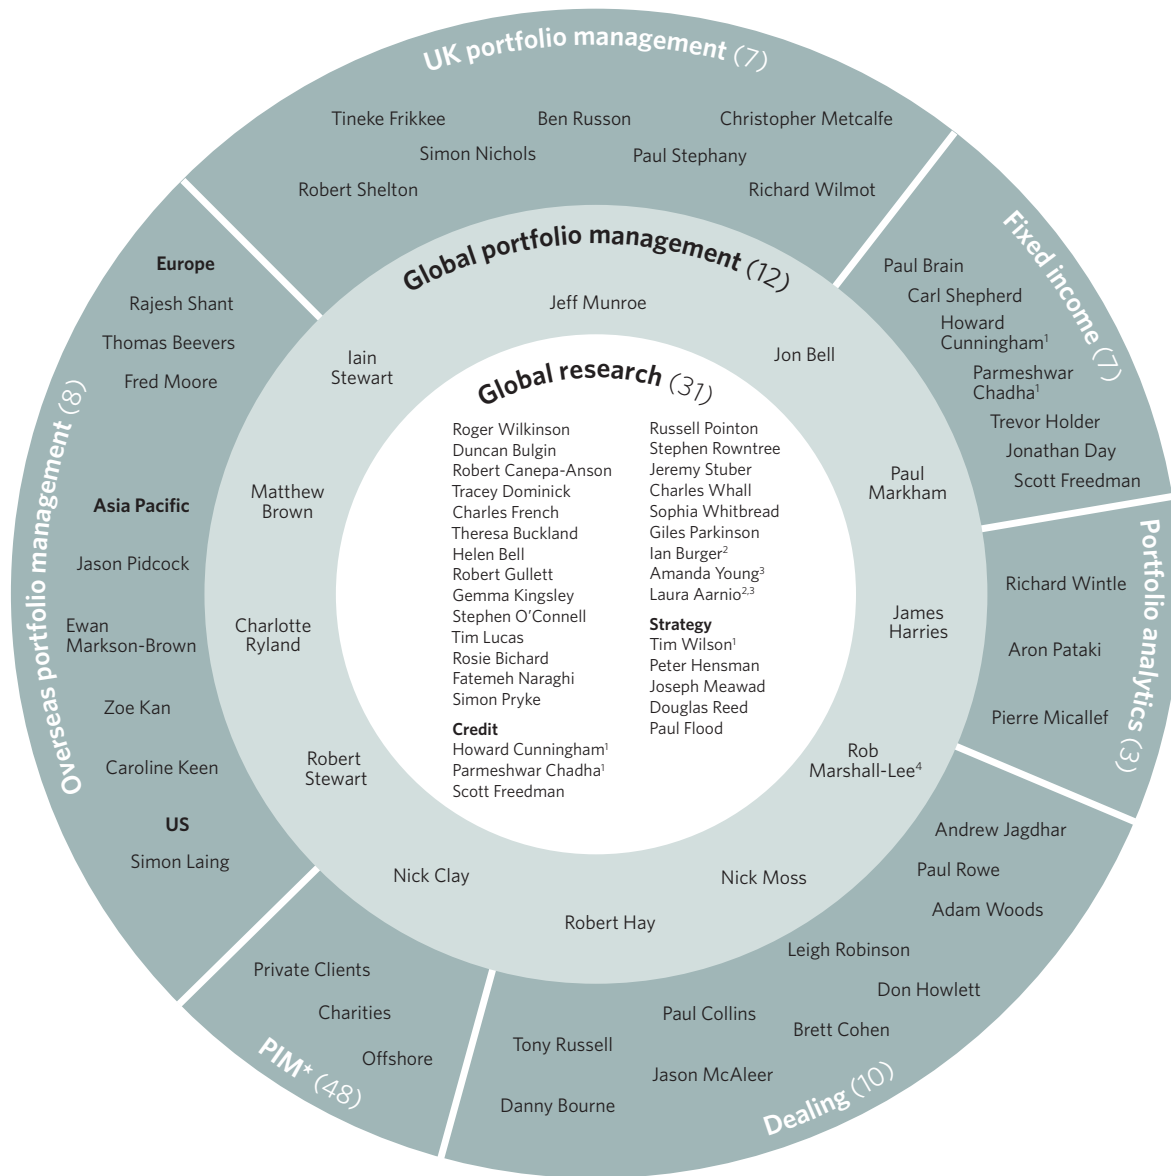 UK portfolio management (7)
Tineke Frikkee
Ben Russon
Christopher Metcalfe
Simon Nichols
Paul Stephany
Robert Shelton
Richard Wilmot
Fixed income (7)
Paul Brain
Carl Shepherd
Howard
Cunningham¹
Parmeshwar
Chadha¹
Trevor Holder
Jonathan Day
Scott Freedman
Portfolio analytics (3)
Richard Wintle
Aron Pataki
Pierre Micallef
Dealing (10)
Andrew Jagdhar
Paul Rowe
Adam Woods
Leigh Robinson
Don Howlett
Paul Collins
Brett Cohen
Tony Russell
Jason McAleer
Danny Bourne
PIM* (48)
Private Clients
Charities
Offshore
Overseas portfolio management (8)
Europe
Rajesh Shant
Thomas Beevers
Fred Moore
Asia Pacific
Jason Pidcock
Ewan
Markson-Brown
Zoe Kan
Caroline Keen
US
Simon Laing
Global portfolio management (12)
Jeff Munroe
Jon Bell
Iain
Stewart
Paul
Markham
Matthew
Brown
James
Harries
Charlotte
Ryland
Rob
Marshall-Lee⁴
Robert
Stewart
Nick Moss
Nick Clay
Robert Hay
Global research (31)
Roger Wilkinson
Duncan Bulgin
Robert Canepa-Anson
Tracey Dominick
Charles French
Theresa Buckland
Helen Bell
Robert Gullett
Gemma Kingsley
Stephen O’Connell
Tim Lucas
Rosie Bichard
Fatemeh Naraghi
Simon Pryke
Credit
Howard Cunningham¹
Parmeshwar Chadha¹
Scott Freedman
Russell Pointon
Stephen Rowntree
Jeremy Stuber
Charles Whall
Sophia Whitbread
Giles Parkinson
Ian Burger²
Amanda Young³
Laura Aarnio²,³
Strategy
Tim Wilson¹
Peter Hensman
Joseph Meawad
Douglas Reed
Paul Flood